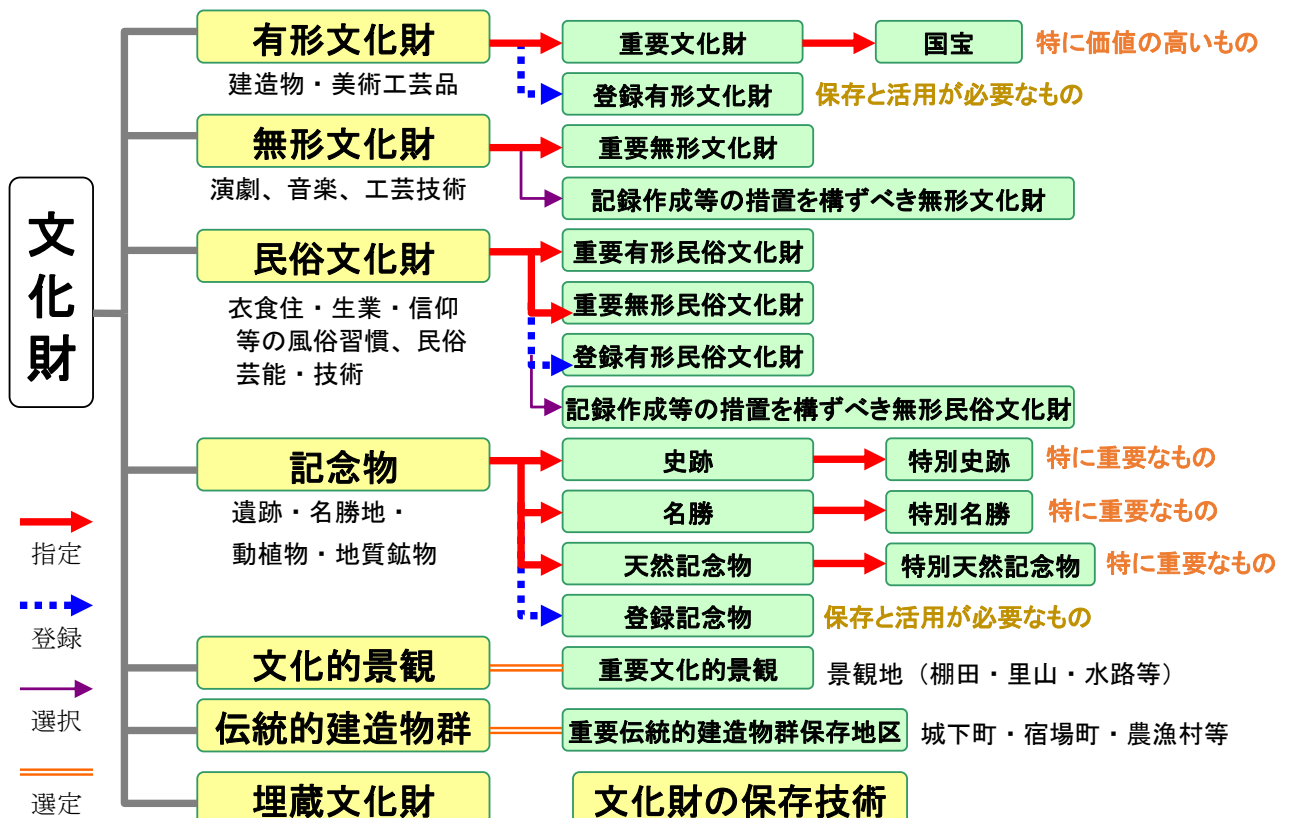 文化財
有形文化財
建造物・美術工芸品
重要文化財
国宝
特に価値の高いもの
登録有形文化財
保存と活用が必要なもの
無形文化財
演劇、音楽、工芸技術
重要無形文化財
記録作成等の措置を構ずべき無形文化財
民俗文化財
衣食住・生業・信仰
等の風俗習慣、民俗
芸能・技術
重要有形民俗文化財
重要無形民俗文化財
登録有形民俗文化財
記録作成等の措置を構ずべき無形民俗文化財
記念物
遺跡・名勝地・
動植物・地質鉱物
史跡
特別史跡
特に重要なもの
名勝
特別名勝
特に重要なもの
天然記念物
特別天然記念物
特に重要なもの
登録記念物
保存と活用が必要なもの
文化的景観
重要文化的景観
景観地（棚田・里山・水路等）
伝統的建造物群
重要伝統的建造物群保存地区
城下町・宿場町・農漁村等
埋蔵文化財
文化財の保存技術
指定
登録
選択
選定